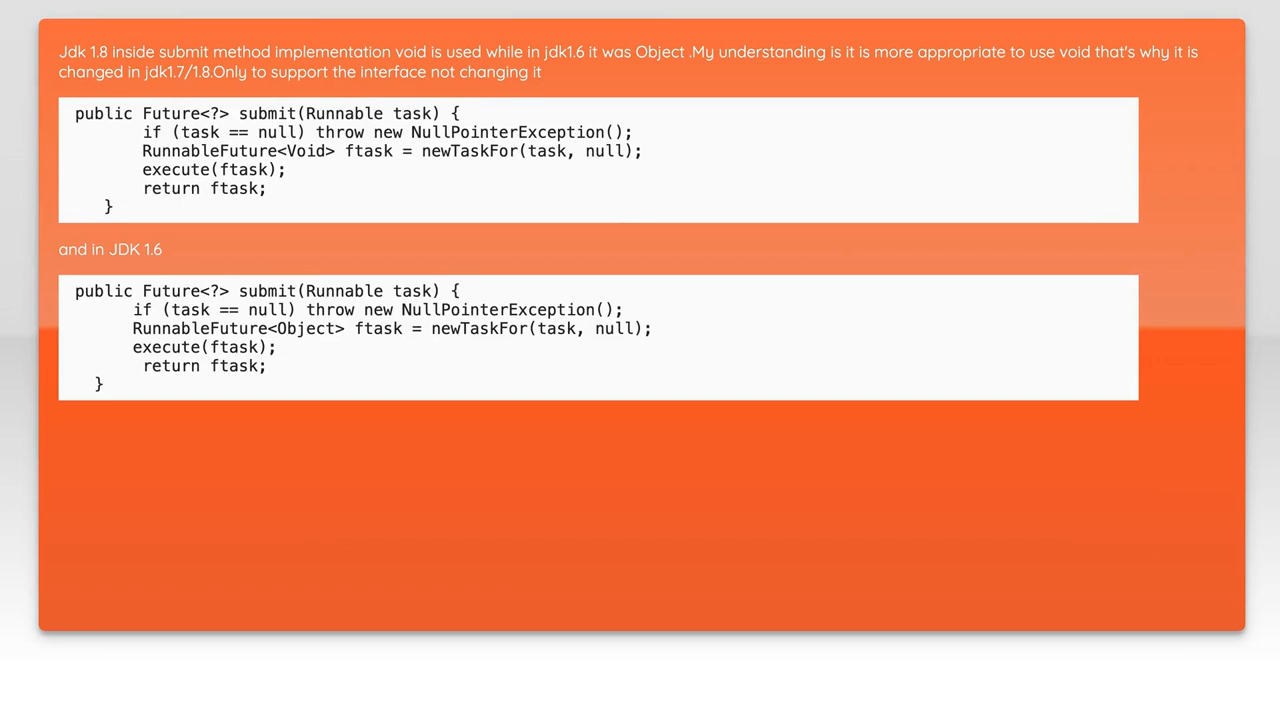 Jdk 1.8 inside submit method implementation void is used while in jdk1.6 it was Object .My understanding is it is more appropriate to use void that's why it is
changed in jdk1.7/1.8.Only to support the interface not changing it
public Future<?> submit(Runnable task) {
if (task == null) throw new NullPointerException();
RunnableFuture<Void> ftask = newTaskFor(task, null);
execute(ftask);
return ftask;
}
and in JDK 1.6
public Future<?> submit(Runnable task) {
if (task == null) throw new NullPointerException();
RunnableFuture<Object> ftask = newTaskFor(task, null);
execute(ftask);
return ftask;
}